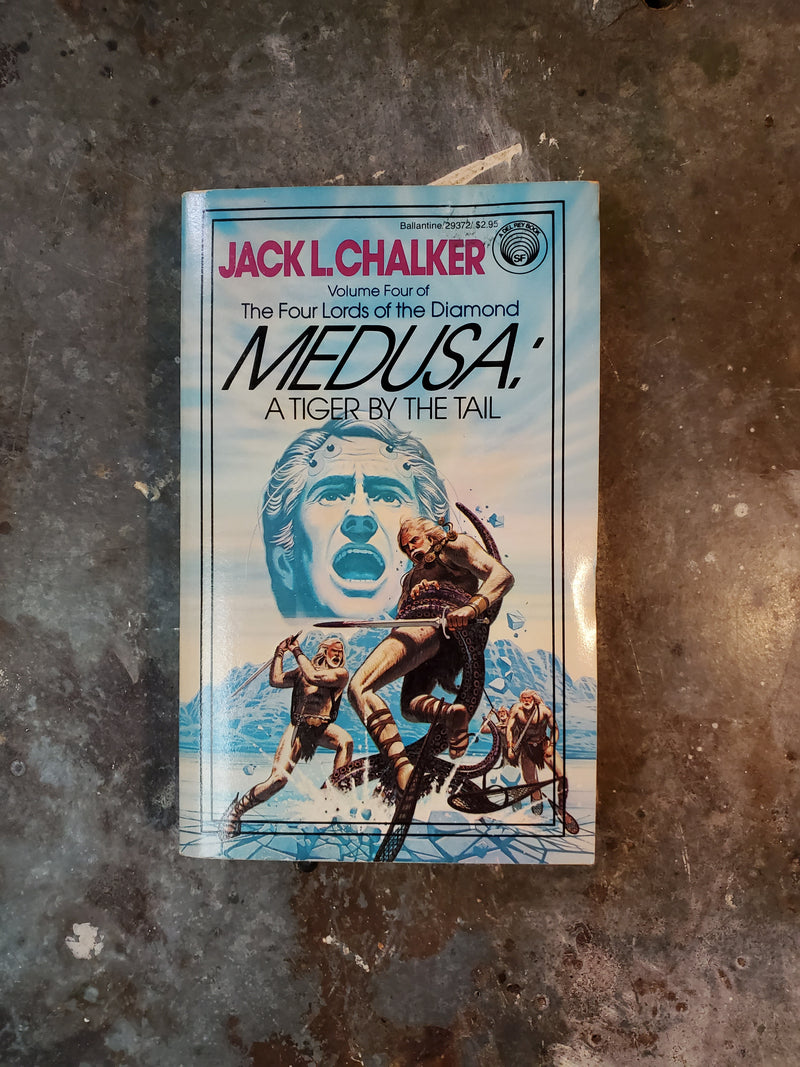 Ballantine/29372/$2.95
A DEL REY BOOK
SF
JACK L. CHALKER
Volume Four of
The Four Lords of the Diamond
MEDUSA:
A TIGER BY THE TAIL